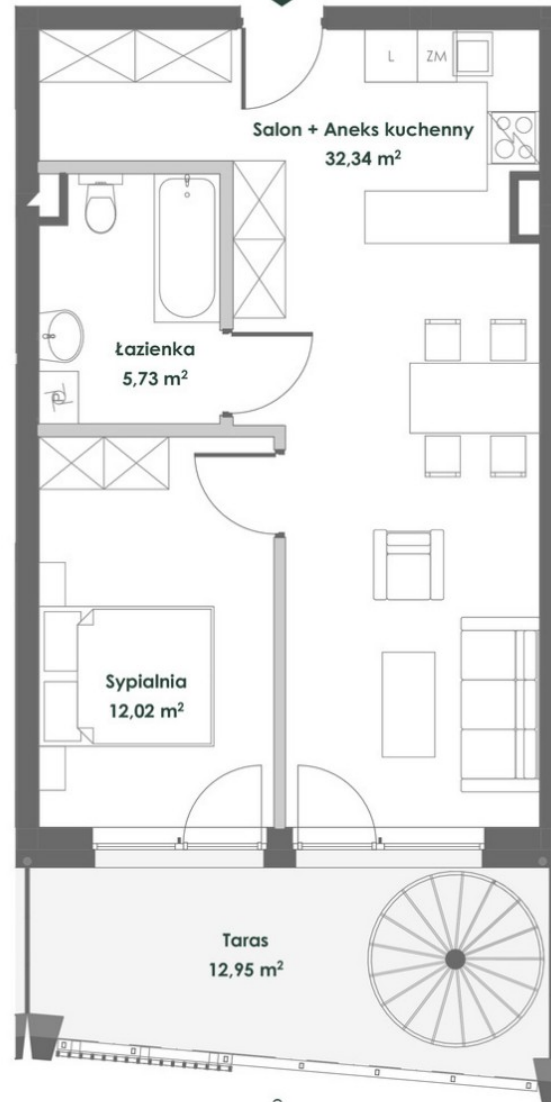 L
ZM
Salon + Aneks kuchenny
32,34 m²
Łazienka
5,73 m²
Sypialnia
12,02 m²
Taras
12,95 m²